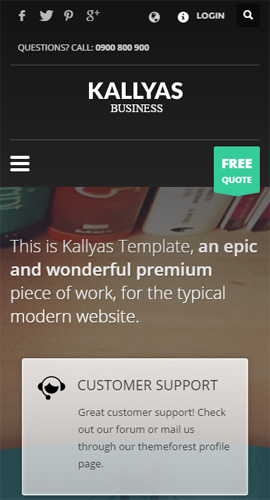 LOGIN
QUESTIONS? CALL: 0900 800 900
KALLYAS
BUSINESS
FREE
QUOTE
This is Kallyas Template, an epic
and wonderful premium
piece of work, for the typical
modern website.
CUSTOMER SUPPORT
Great customer support! Check
out our forum or mail us
through our themeforest profile
page.